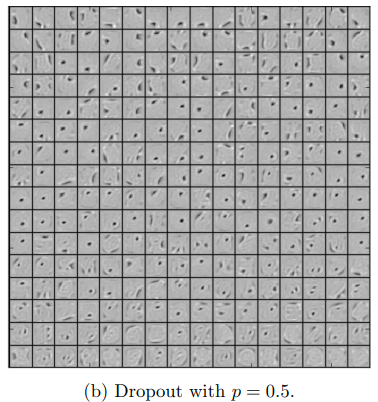 (b) Dropout with p = 0.5.